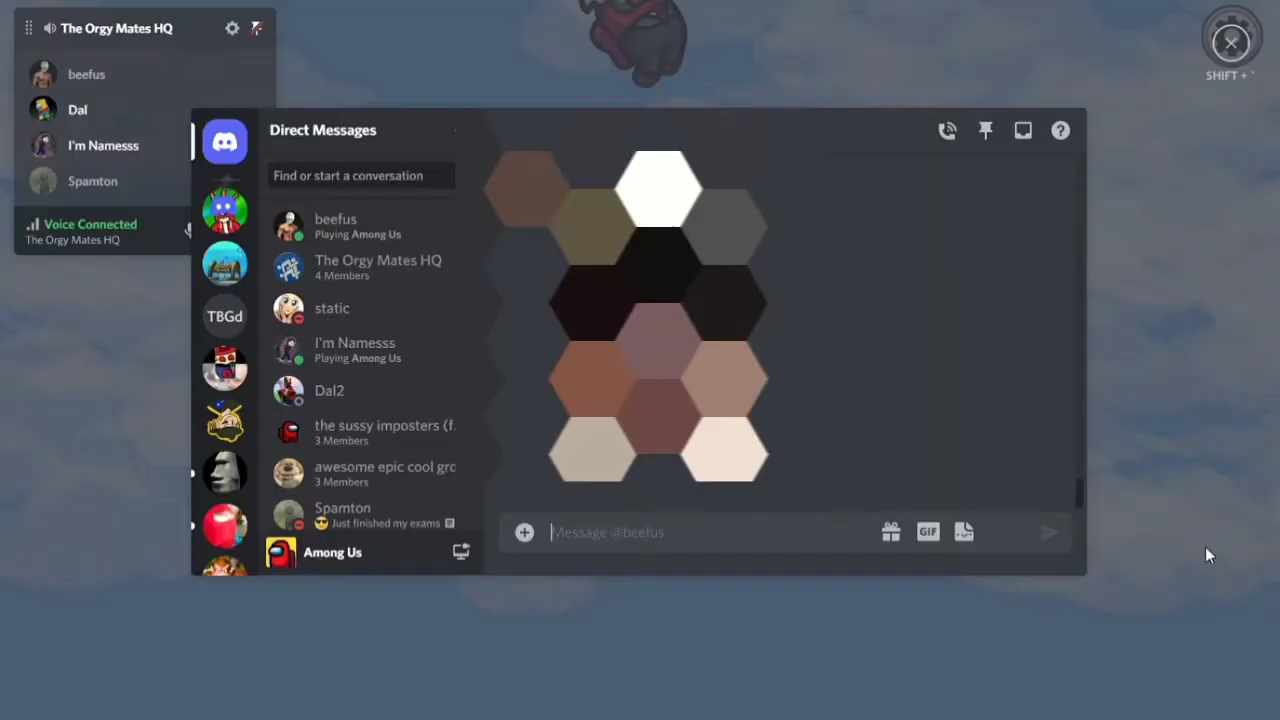 The Orgy Mates HQ
beefus
Dal
I'm Namesss
Spamton
Voice Connected
The Orgy Mates HQ
SHIFT + `
Direct Messages
Find or start a conversation
TBGd
beefus
Playing Among Us
The Orgy Mates HQ
4 Members
static
I'm Namesss
Playing Among Us
Dal2
the sussy imposters (f.
3 Members
awesome epic cool grc
3 Members
Spamton
😎 Just finished my exams
Among Us
Message @beefus
GIF